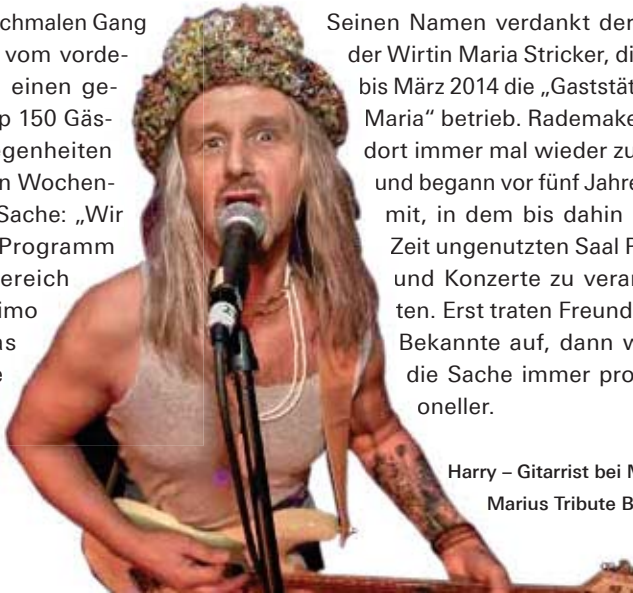 chmalen Gang
vom vorde-
einen ge-
p 150 Gäs-
egenheiten
n Wochen-
Sache: „Wir
Programm
ereich
imo
as
e
Seinen Namen verdankt der
der Wirtin Maria Stricker, di
bis März 2014 die „Gaststät
Maria“ betrieb. Rademake
dort immer mal wieder zu
und begann vor fünf Jahre
mit, in dem bis dahin
Zeit ungenutzten Saal P
und Konzerte zu veran
ten. Erst traten Freund
Bekannte auf, dann v
die Sache immer pro
oneller.
Harry – Gitarrist bei M
Marius Tribute B